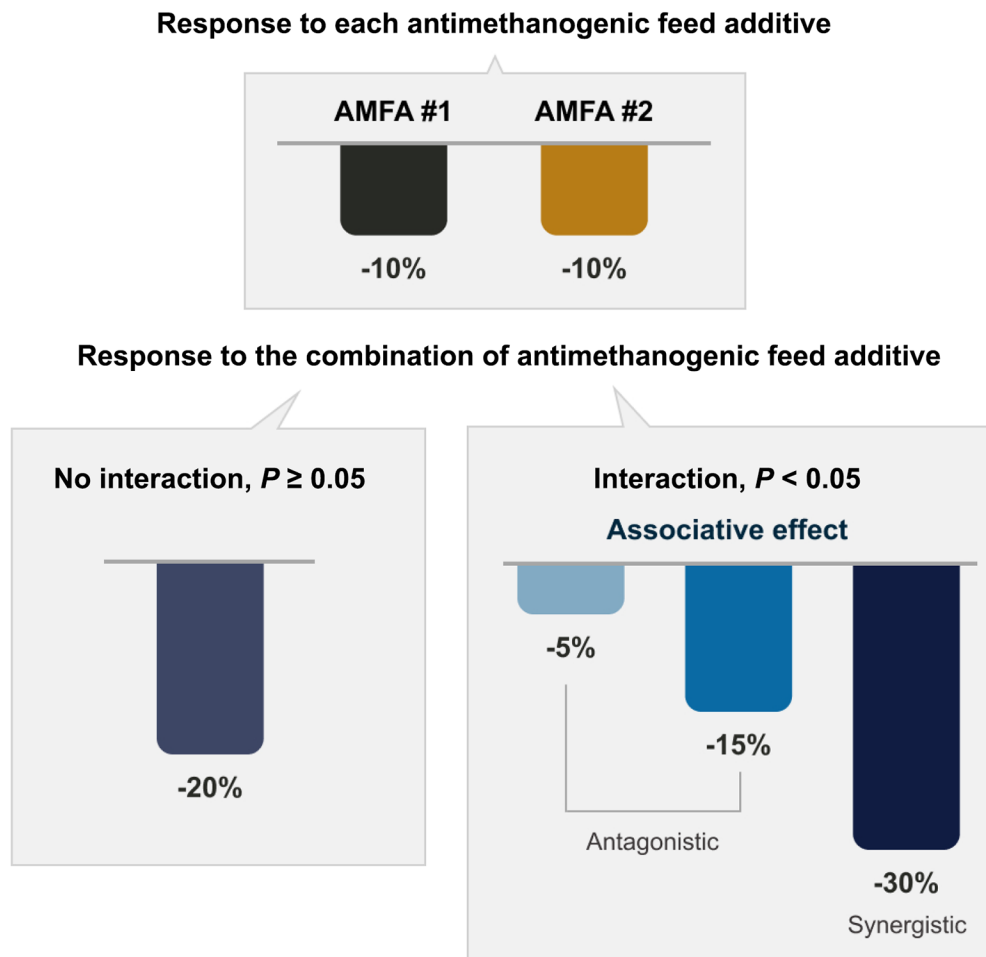 Response to each antimethanogenic feed additive
AMFA #1
AMFA #2
-10%
-10%
Response to the combination of antimethanogenic feed additive
No interaction, P ≥ 0.05
-20%
Interaction, P < 0.05
Associative effect
-5%
-15%
Antagonistic
-30%
Synergistic